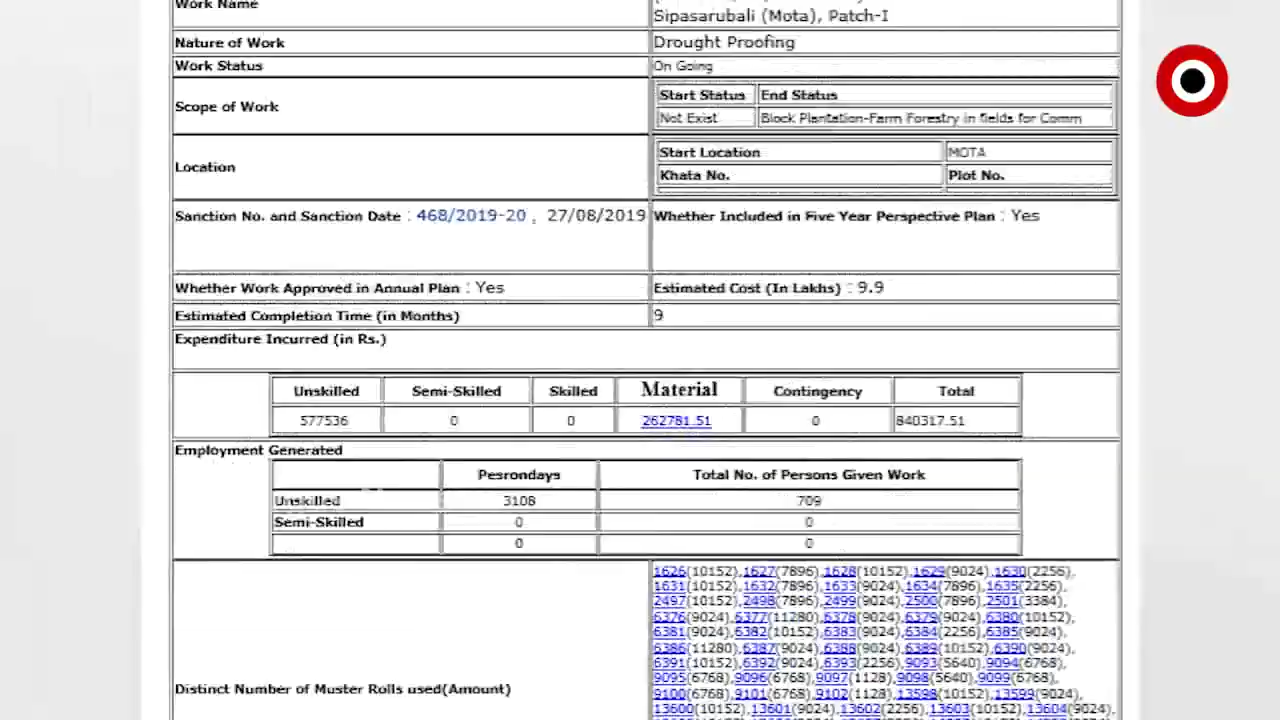 Work Name
Sipasarubali (Mota), Patch-I
Nature of Work Drought Proofing
Work Status On Going
Scope of Work
Start Status End Status
Not Exist Block Plantation-Farm Forestry in fields for Comm
Location
Start Location MOTA
Khata No. Plot No.
Sanction No. and Sanction Date : 468/2019-20 , 27/08/2019 Whether Included in Five Year Perspective Plan : Yes
Whether Work Approved in Annual Plan : Yes Estimated Cost (In Lakhs) : 9.9
Estimated Completion Time (in Months) 9
Expenditure Incurred (in Rs.)
Unskilled Semi-Skilled Skilled Material Contingency Total
577536 0 0 262781.51 0 840317.51
Employment Generated
Pesrondays Total No. of Persons Given Work
Unskilled 3108 709
Semi-Skilled 0 0
0 0
Distinct Number of Muster Rolls used(Amount)
1626(10152),1627(7896),1628(10152),1629(9024),1630(2256),
1631(10152),1632(7896),1633(9024),1634(7896),1635(2256),
2497(10152),2498(7896),2499(9024),2500(7896),2501(3384),
6376(9024),6377(11280),6378(9024),6379(9024),6380(10152),
6381(9024),6382(10152),6383(9024),6384(2256),6385(9024),
6386(11280),6387(9024),6388(9024),6389(10152),6390(9024),
6391(10152),6392(9024),6393(2256),9093(5640),9094(6768),
9095(6768),9096(6768),9097(1128),9098(5640),9099(6768),
9100(6768),9101(6768),9102(1128),13598(10152),13599(9024),
13600(10152),13601(9024),13602(2256),13603(10152),13604(9024),